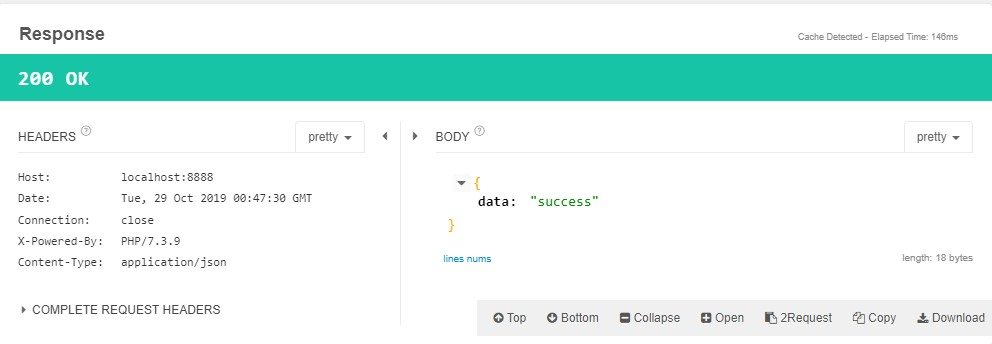 Response
Cache Detected - Elapsed Time: 146ms
200 OK
HEADERS ?
pretty
BODY ?
pretty
Host: localhost:8888
Date: Tue, 29 Oct 2019 00:47:30 GMT
Connection: close
X-Powered-By: PHP/7.3.9
Content-Type: application/json
COMPLETE REQUEST HEADERS
{
data: "success"
}
lines nums
length: 18 bytes
Top Bottom Collapse Open 2Request Copy Download